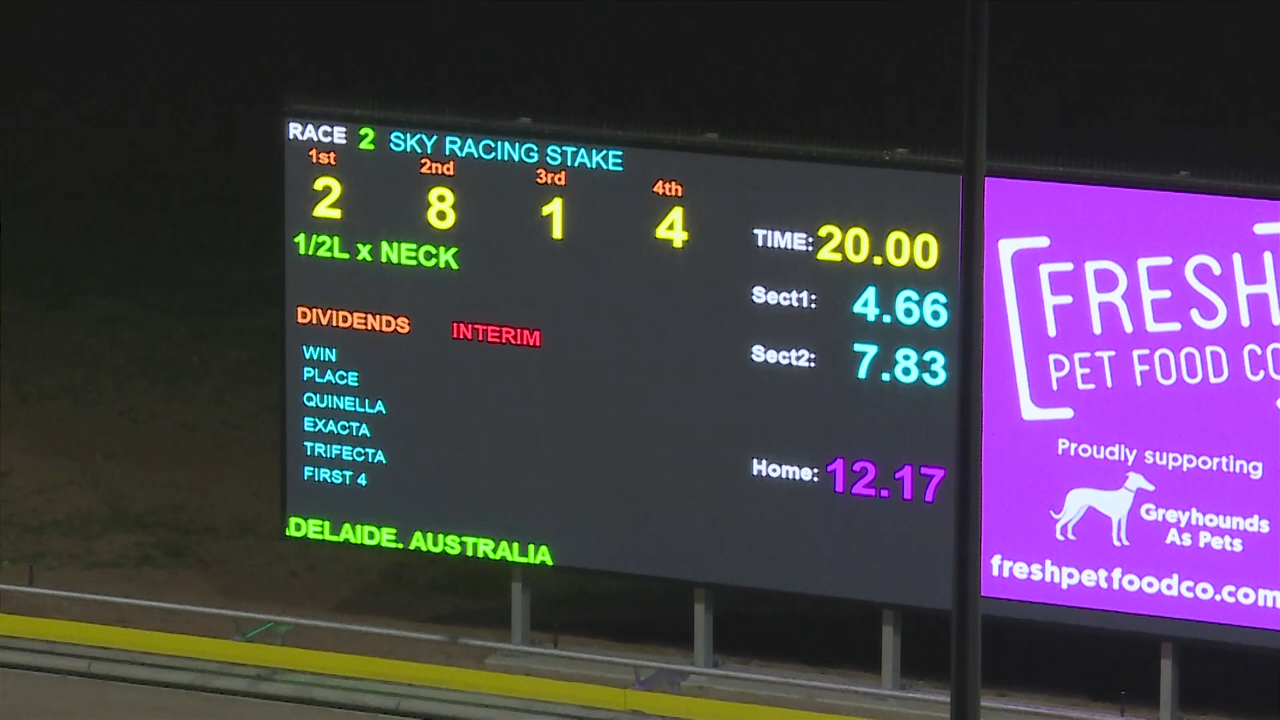 RACE 2 SKY RACING STAKE
1st 2nd 3rd 4th
2 8 1 4
1/2L x NECK
TIME: 20.00
Sect1: 4.66
Sect2: 7.83
Home: 12.17
DIVIDENDS INTERIM
WIN
PLACE
QUINELLA
EXACTA
TRIFECTA
FIRST 4
DELAIDE. AUSTRALIA
FRESH
PET FOOD CO
Proudly supporting
Greyhounds
As Pets
freshpetfoodco.com